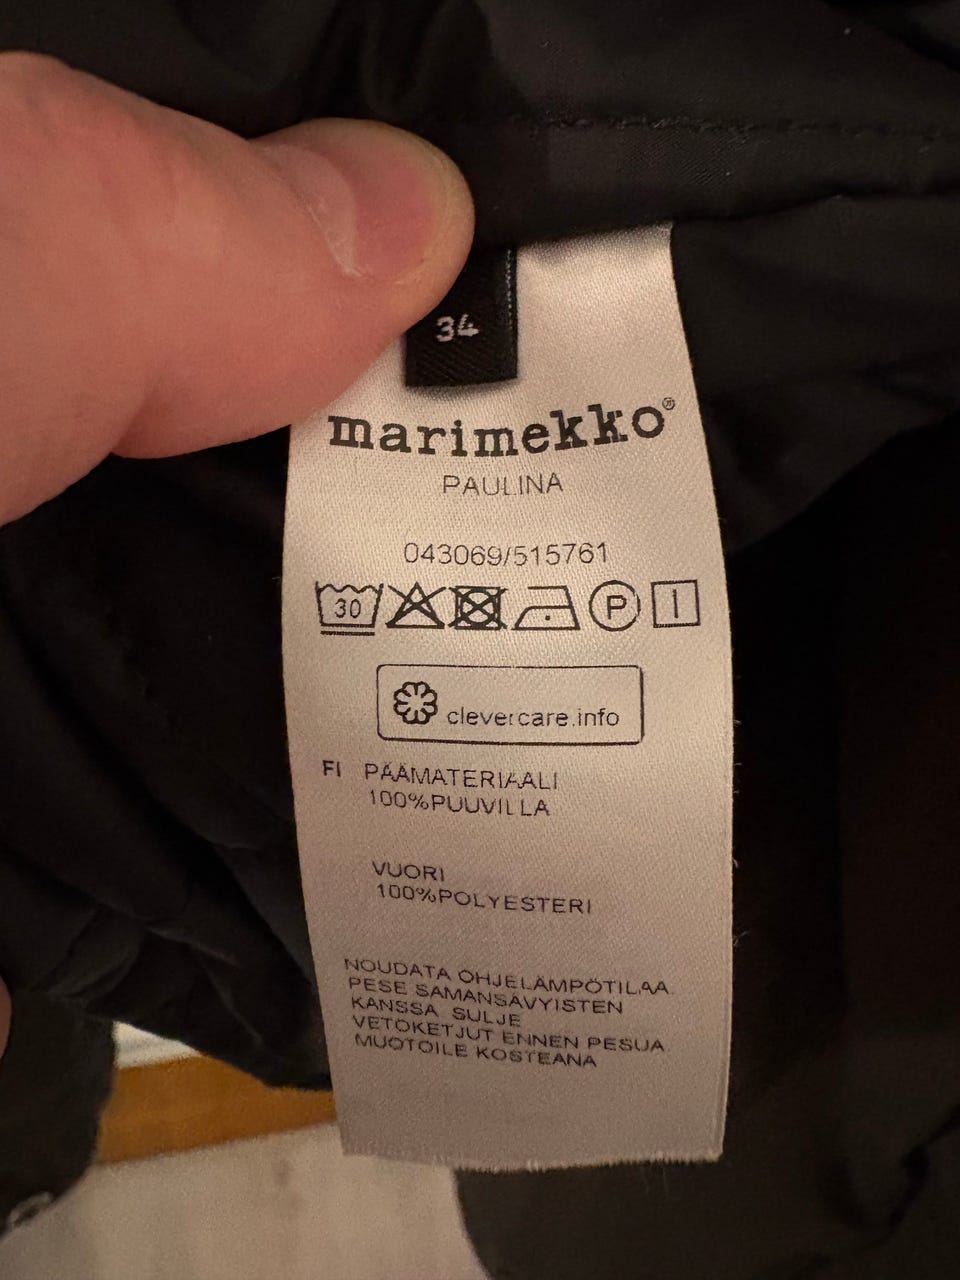 34
marimekko®
PAULINA
043069/515761
30 P
clevercare.info
FI PÄÄMATERIAALI
100%PUUVILLA
VUORI
100%POLYESTERI
NOUDATA OHJELÄMPÖTILAA.
PESE SAMANSÄVYISTEN
KANSSA. SULJE
VETOKETJUT ENNEN PESUA.
MUOTOILE KOSTEANA